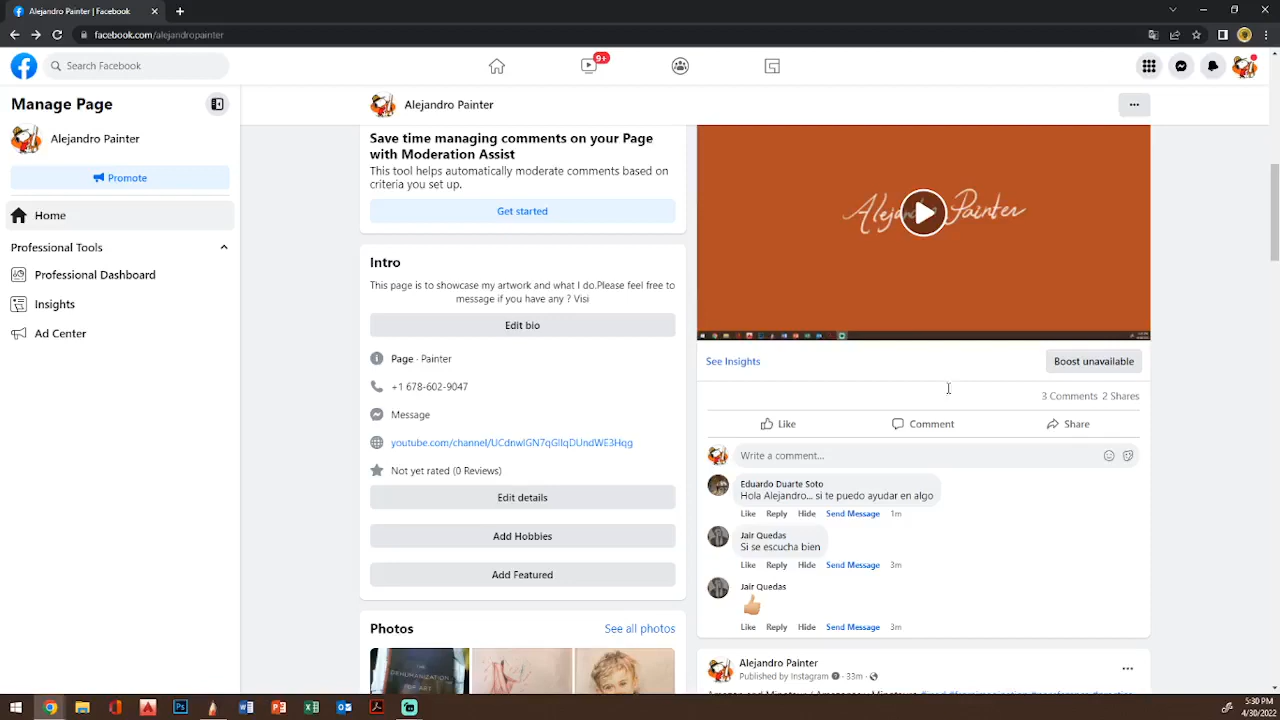 Alejandro Painter | Facebook
facebook.com/alejandropainter
Search Facebook
9+
Manage Page
Alejandro Painter
Promote
Home
Professional Tools
Professional Dashboard
Insights
Ad Center
Alejandro Painter
Save time managing comments on your Page
with Moderation Assist
This tool helps automatically moderate comments based on
criteria you set up.
Get started
Intro
This page is to showcase my artwork and what I do.Please feel free to
message if you have any ? Visi
Edit bio
Page · Painter
+1 678-602-9047
Message
youtube.com/channel/UCdnwlGN7qGllqDUndWE3Hqg
Not yet rated (0 Reviews)
Edit details
Add Hobbies
Add Featured
Photos
See all photos
DEHUMANIZATION
OF ART
Alejandro Painter
See Insights
Boost unavailable
3 Comments 2 Shares
Like
Comment
Share
Write a comment...
Eduardo Duarte Soto
Hola Alejandro... si te puedo ayudar en algo
Like Reply Hide Send Message 1m
Jair Quedas
Si se escucha bien
Like Reply Hide Send Message 3m
Jair Quedas
Like Reply Hide Send Message 3m
Alejandro Painter
Published by Instagram · 33m ·
5:30 PM
4/30/2022